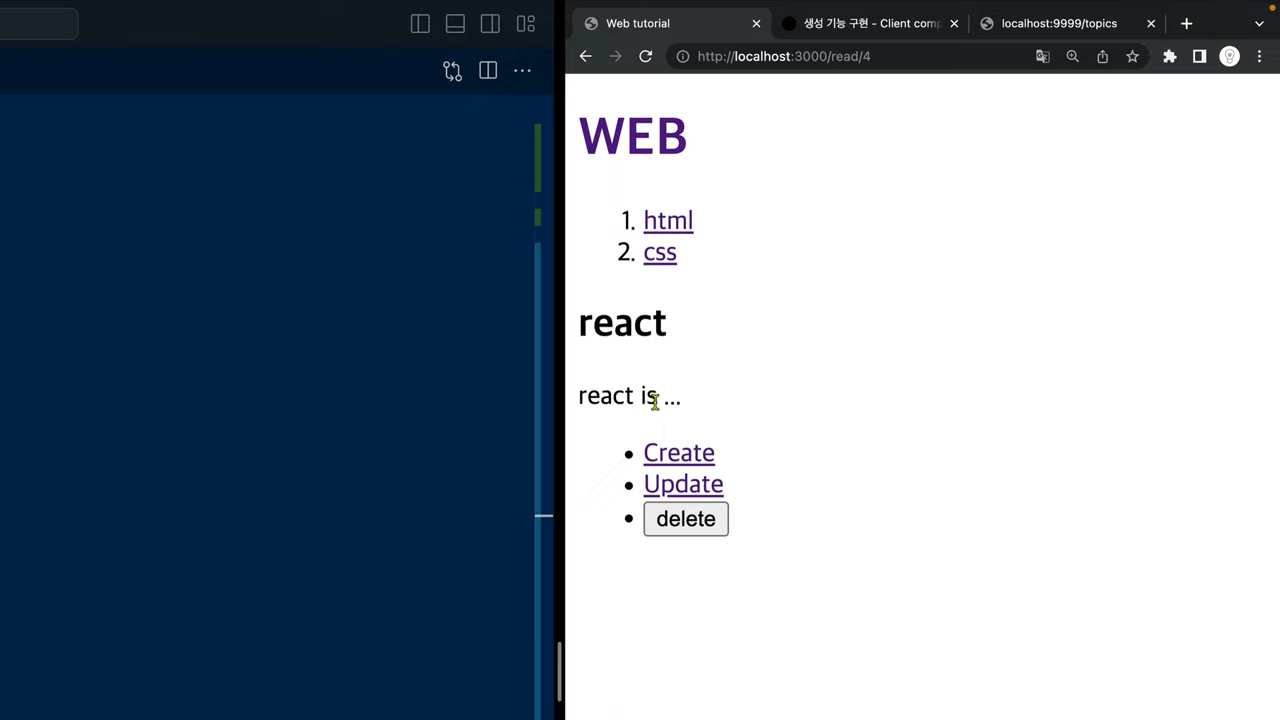 Web tutorial
생성 기능 구현 - Client comp
localhost:9999/topics
http://localhost:3000/read/4
WEB
1. html
2. css
react
react is ...
Create
Update
delete